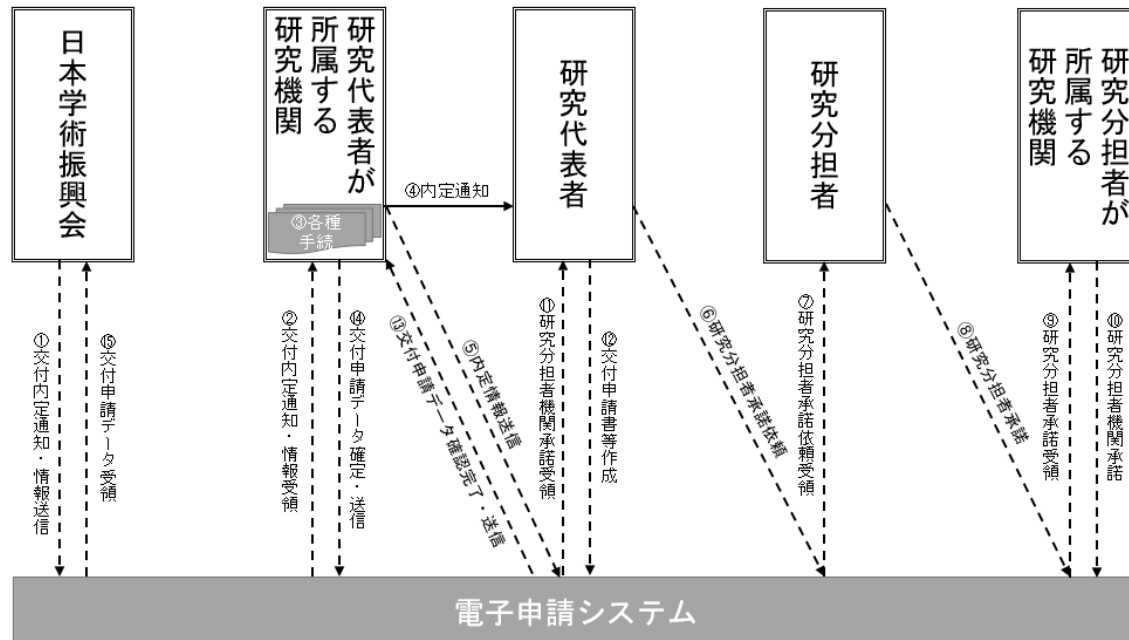 日本学術振興会
研究代表者が
所属する
研究機関
③各種
手続
研究代表者
研究分担者
研究分担者が
所属する
研究機関
④内定通知
①交付内定通知・情報送信
⑮交付申請データ受領
②交付内定通知・情報受領
⑭交付申請データ確定・送信
⑬交付申請データ確認完了・送信
⑤内定情報送信
⑪研究分担者機関承諾受領
⑫交付申請書等作成
⑥研究分担者承諾依頼
⑦研究分担者承諾依頼受領
⑧研究分担者承諾
⑨研究分担者承諾受領
⑩研究分担者機関承諾
電子申請システム